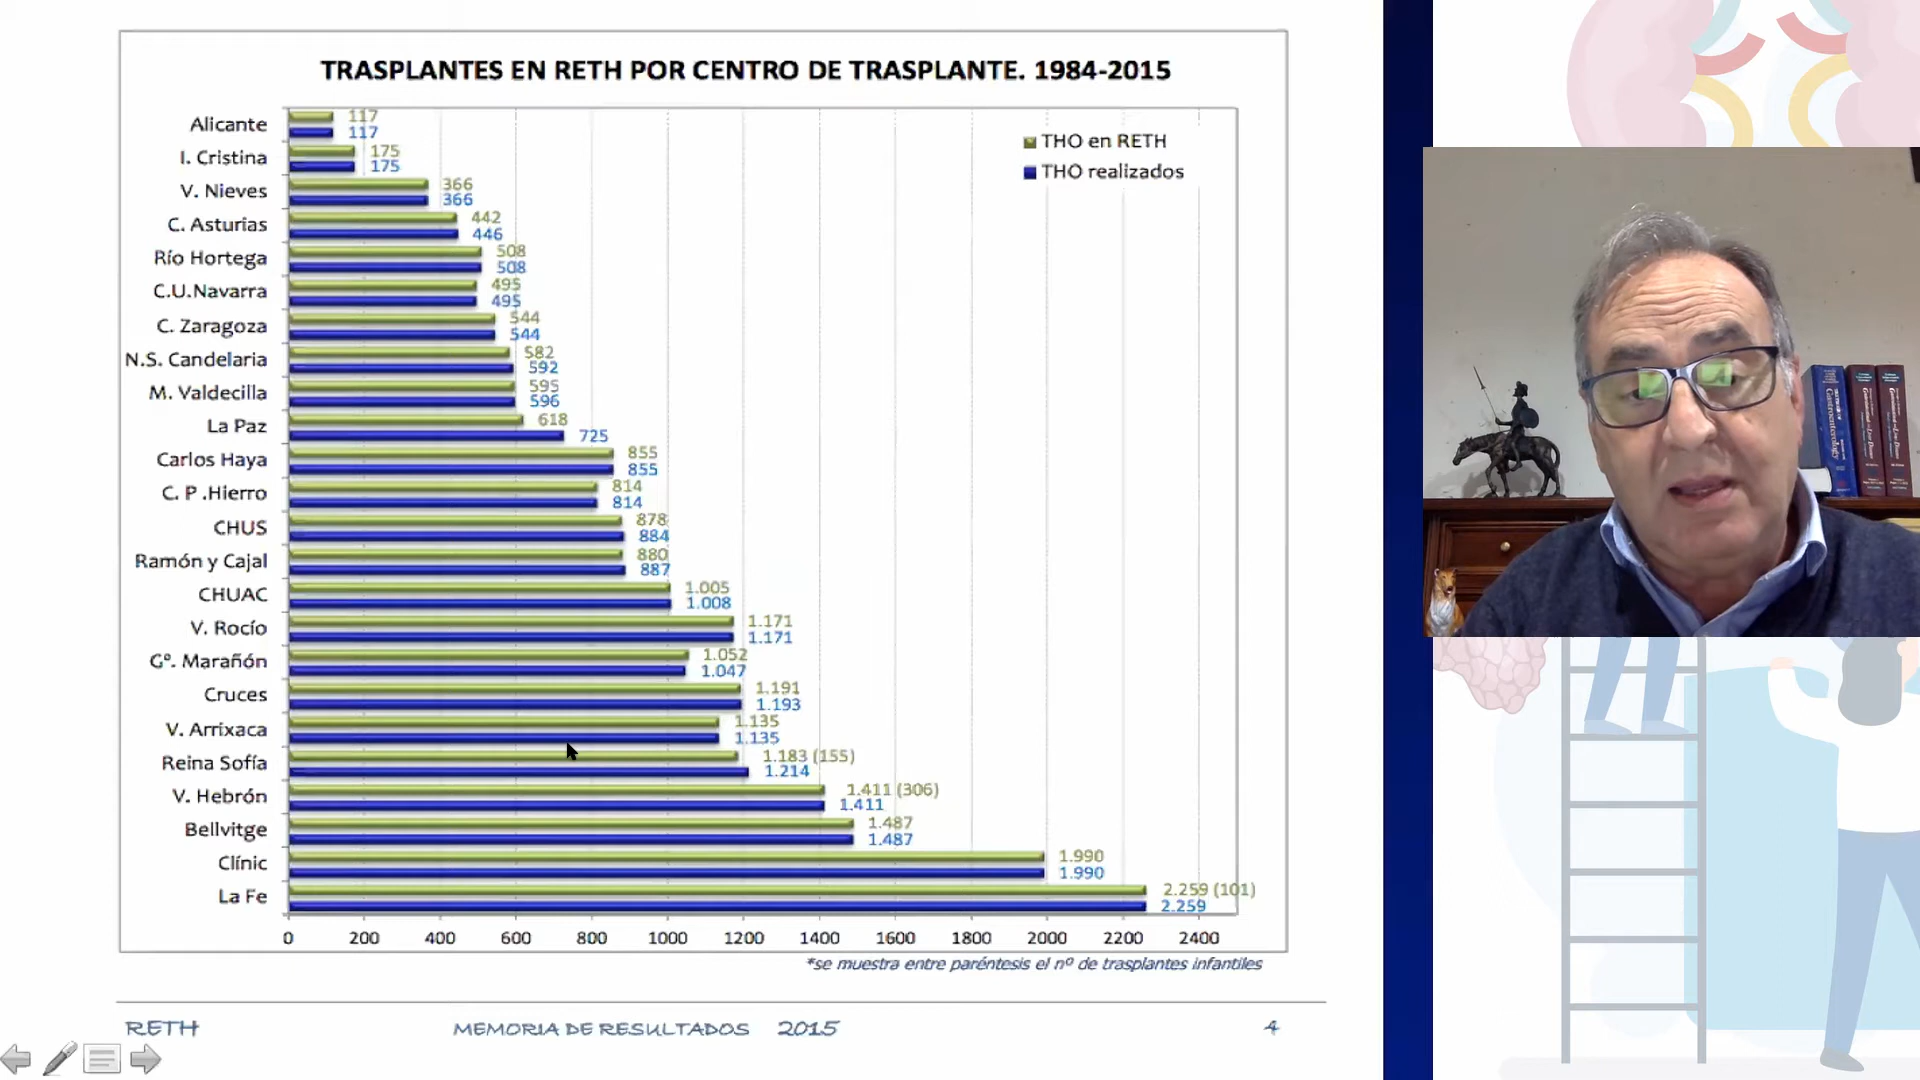 TRASPLANTES EN RETH POR CENTRO DE TRASPLANTE. 1984-2015
THO en RETH
THO realizados
Alicante 117 117
I. Cristina 175 175
V. Nieves 366 366
C. Asturias 442 446
Río Hortega 508 508
C.U.Navarra 495 495
C. Zaragoza 544 544
N.S. Candelaria 582 592
M. Valdecilla 595 596
La Paz 618 725
Carlos Haya 855 855
C. P .Hierro 814 814
CHUS 878 884
Ramón y Cajal 880 887
CHUAC 1.005 1.008
V. Rocío 1.171 1.171
Gº. Marañón 1.052 1.047
Cruces 1.191 1.193
V. Arrixaca 1.135 1.135
Reina Sofía 1.183 (155) 1.214
V. Hebrón 1.411 (306) 1.411
Bellvitge 1.487 1.487
Clínic 1.990 1.990
La Fe 2.259 (101) 2.259
0 200 400 600 800 1000 1200 1400 1600 1800 2000 2200 2400
*se muestra entre paréntesis el nº de trasplantes infantiles
RETH MEMORIA DE RESULTADOS 2015 4
Gastroenterology